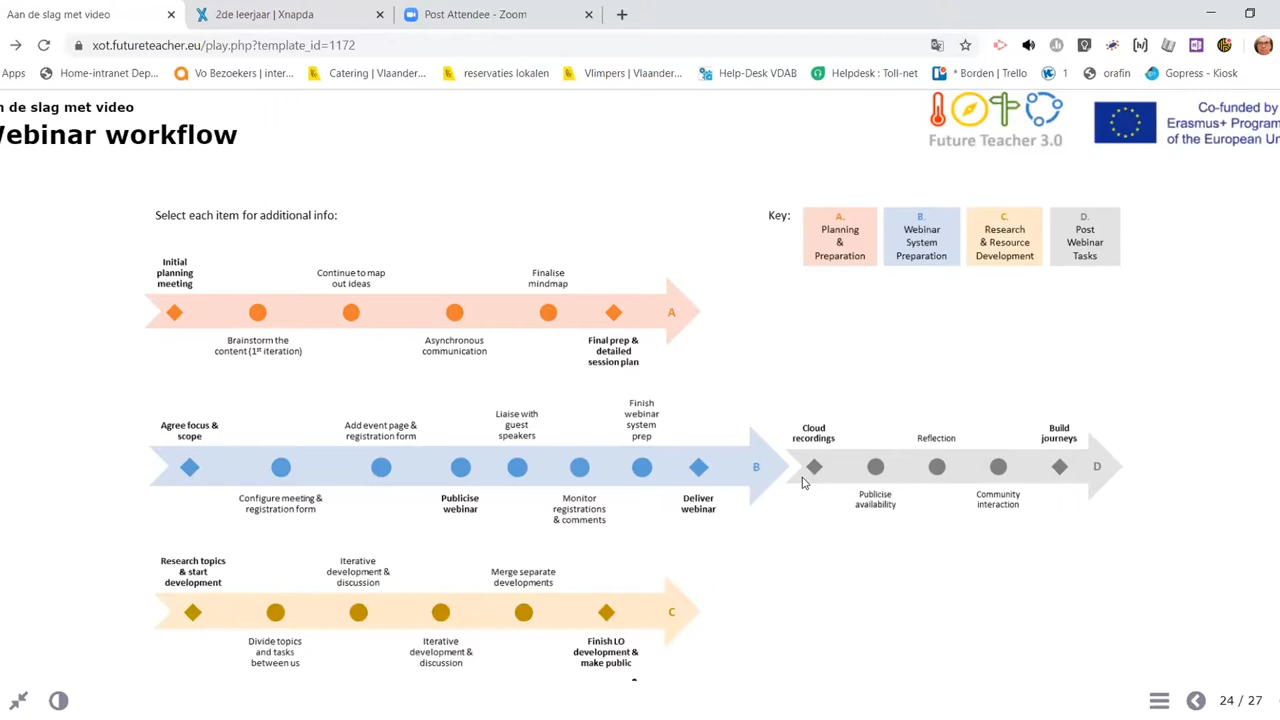 Aan de slag met video
2de leerjaar | Xnapda
Post Attendee - Zoom
xot.futureteacher.eu/play.php?template_id=1172
Apps
Home-intranet Dep...
Vo Bezoekers | inter...
Catering | Vlaander...
reservaties lokalen
Vlimpers | Vlaander...
Help-Desk VDAB
Helpdesk : Toll-net
* Borden | Trello
1
orafin
Gopress - Kiosk
n de slag met video
ebinar workflow
Future Teacher 3.0
Co-funded by
Erasmus+ Program
of the European Un
Select each item for additional info:
Key:
A.
Planning
&
Preparation
B.
Webinar
System
Preparation
C.
Research
& Resource
Development
D.
Post
Webinar
Tasks
Initial
planning
meeting
Continue to map
out ideas
Finalise
mindmap
A
Brainstorm the
content (1st iteration)
Asynchronous
communication
Final prep &
detailed
session plan
Agree focus &
scope
Add event page &
registration form
Liaise with
guest
speakers
Finish
webinar
system
prep
B
Configure meeting &
registration form
Publicise
webinar
Monitor
registrations
& comments
Deliver
webinar
Cloud
recordings
Reflection
Build
journeys
D
Publicise
availability
Community
interaction
Research topics
& start
development
Iterative
development &
discussion
Merge separate
developments
C
Divide topics
and tasks
between us
Iterative
development &
discussion
Finish LO
development &
make public
24 / 27